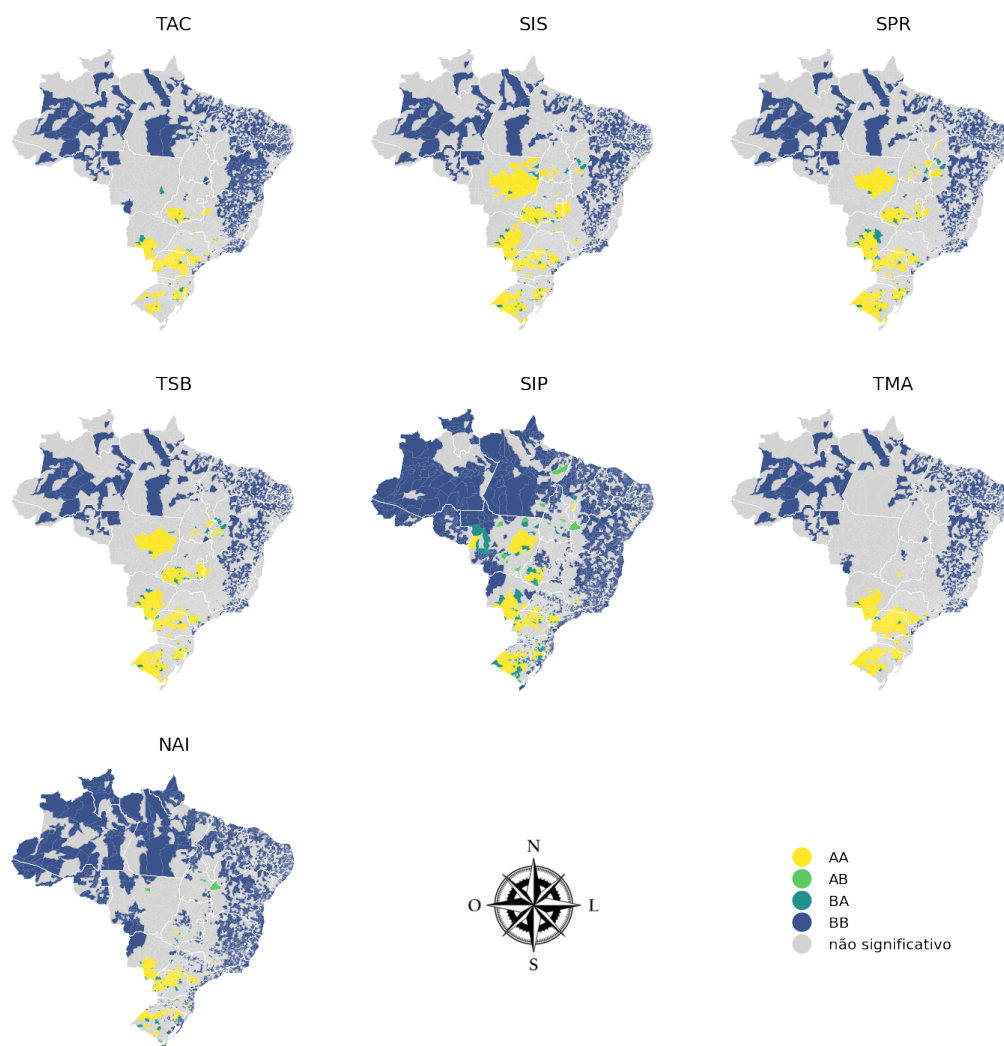 TAC
SIS
SPR
TSB
SIP
TMA
NAI
N
O
L
S
AA
AB
BA
BB
não significativo